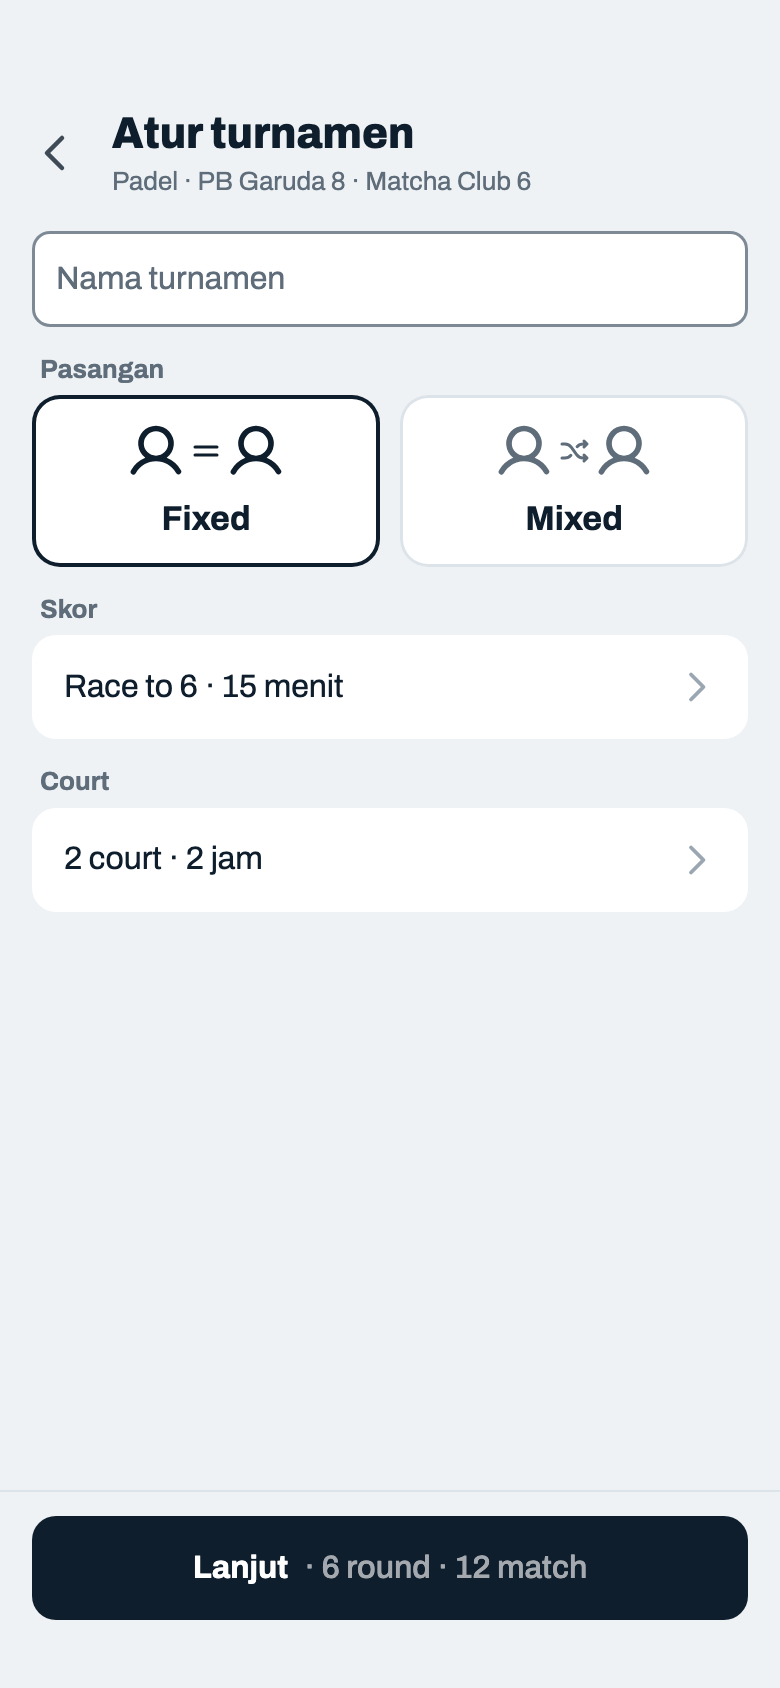 Atur turnamen
Padel · PB Garuda 8 · Matcha Club 6
Nama turnamen
Pasangan
Fixed
Mixed
Skor
Race to 6 · 15 menit
Court
2 court · 2 jam
Lanjut · 6 round · 12 match